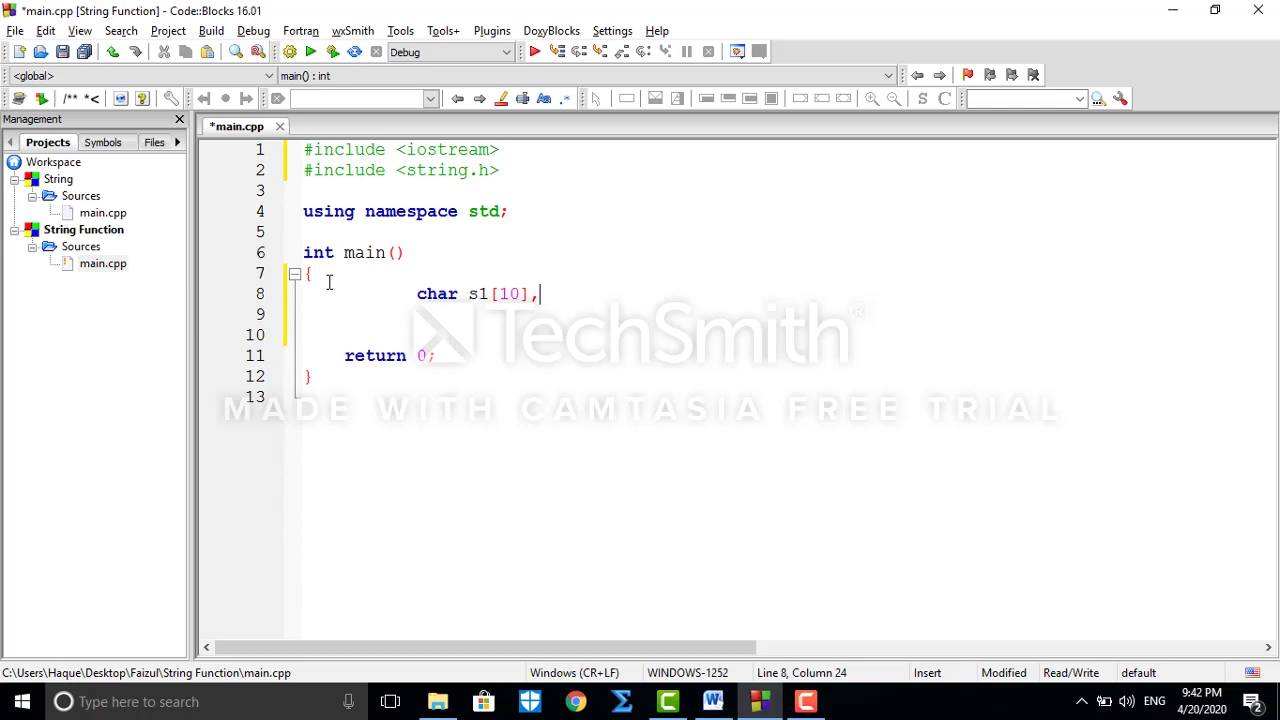 *main.cpp [String Function] - Code::Blocks 16.01
File Edit View Search Project Build Debug Fortran wxSmith Tools Tools+ Plugins DoxyBlocks Settings Help
Debug
<global> main() : int
/** *<
S C
Management
*main.cpp
Projects Symbols Files
Workspace
String
Sources
main.cpp
String Function
Sources
main.cpp
1 #include <iostream>
2 #include <string.h>
3
4 using namespace std;
5
6 int main()
7 {
8 char s1[10],
9
10
11 return 0;
12 }
13
TechSmith®
MADE WITH CAMTASIA FREE TRIAL
C:\Users\Haque\Desktop\Faizul\String Function\main.cpp Windows (CR+LF) WINDOWS-1252 Line 8, Column 24 Insert Modified Read/Write default
Type here to search
ENG
9:42 PM
4/20/2020
2